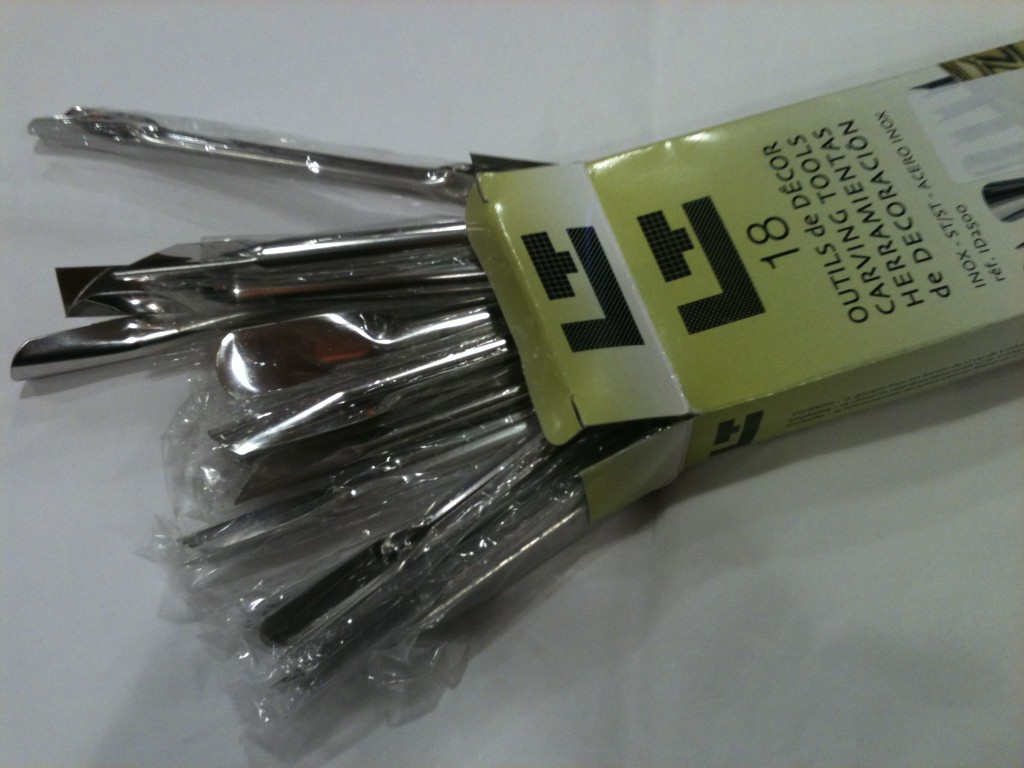 18
OUTILS de DÉCOR
CARVING TOOLS
HERRAMIENTAS
de DECORACIÓN
INOX - ST/ST - ACERO INOX
réf. ID2500